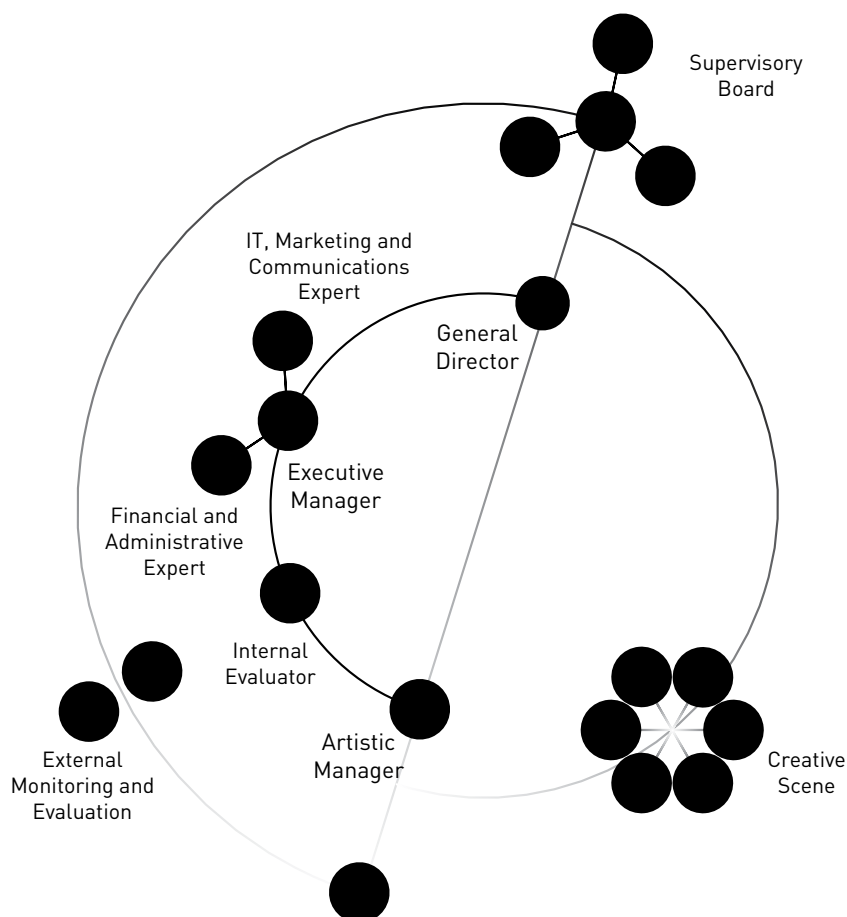 Supervisory
Board
IT, Marketing and
Communications
Expert
General
Director
Executive
Manager
Financial and
Administrative
Expert
Internal
Evaluator
Artistic
Manager
External
Monitoring and
Evaluation
Creative
Scene